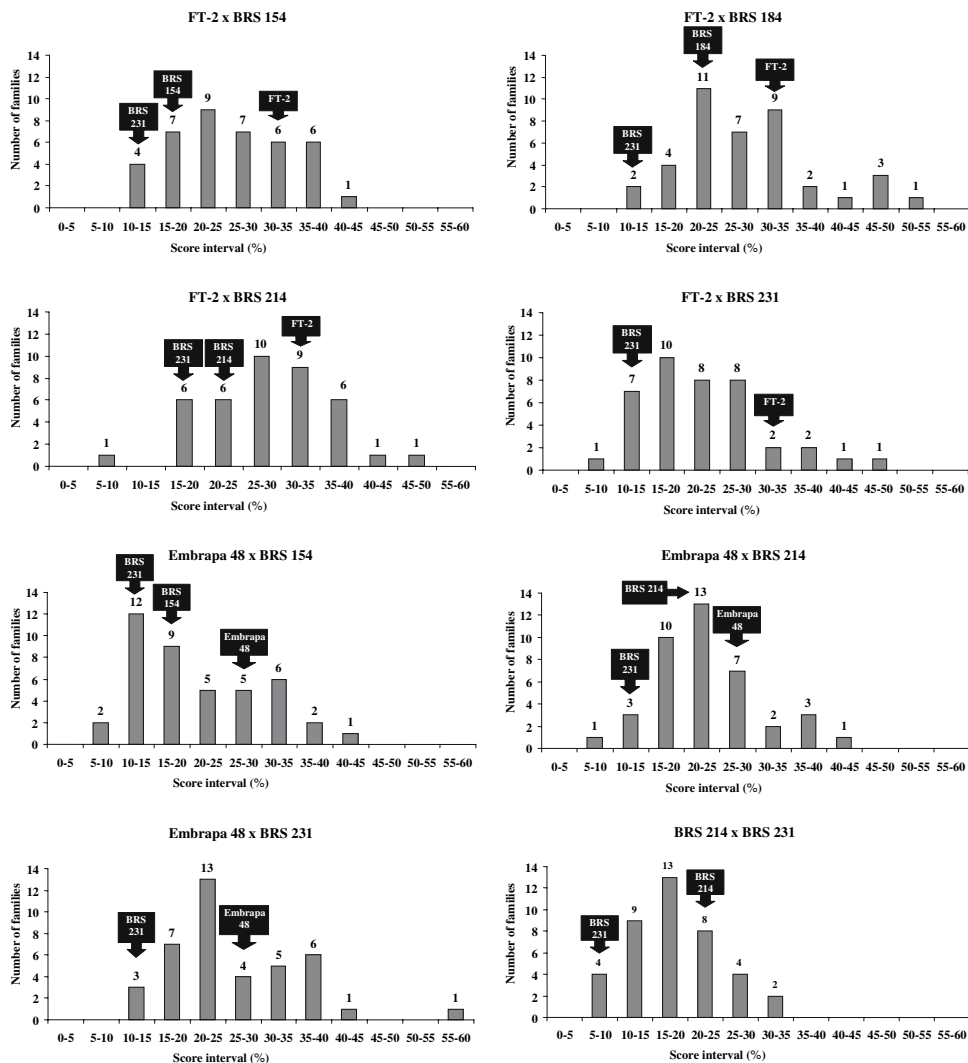 FT-2 x BRS 154
Number of families
14
12
10
8
6
4
2
0
BRS
231
BRS
154
FT-2
4
7
9
7
6
6
1
0-5 5-10 10-15 15-20 20-25 25-30 30-35 35-40 40-45 45-50 50-55 55-60
Score interval (%)
FT-2 x BRS 184
Number of families
14
12
10
8
6
4
2
0
BRS
231
BRS
184
FT-2
2
4
11
7
9
2
1
3
1
0-5 5-10 10-15 15-20 20-25 25-30 30-35 35-40 40-45 45-50 50-55 55-60
Score interval (%)
FT-2 x BRS 214
Number of families
14
12
10
8
6
4
2
0
BRS
231
BRS
214
FT-2
1
6
6
10
9
6
1
1
0-5 5-10 10-15 15-20 20-25 25-30 30-35 35-40 40-45 45-50 50-55 55-60
Score interval (%)
FT-2 x BRS 231
Number of families
14
12
10
8
6
4
2
0
BRS
231
FT-2
1
7
10
8
8
2
2
1
1
0-5 5-10 10-15 15-20 20-25 25-30 30-35 35-40 40-45 45-50 50-55 55-60
Score interval (%)
Embrapa 48 x BRS 154
Number of families
14
12
10
8
6
4
2
0
BRS
231
BRS
154
Embrapa
48
2
12
9
5
5
6
2
1
0-5 5-10 10-15 15-20 20-25 25-30 30-35 35-40 40-45 45-50 50-55 55-60
Score interval (%)
Embrapa 48 x BRS 214
Number of families
14
12
10
8
6
4
2
0
BRS 214
BRS
231
Embrapa
48
1
3
10
13
7
2
3
1
0-5 5-10 10-15 15-20 20-25 25-30 30-35 35-40 40-45 45-50 50-55 55-60
Score interval (%)
Embrapa 48 x BRS 231
Number of families
14
12
10
8
6
4
2
0
BRS
231
Embrapa
48
3
7
13
4
5
6
1
1
0-5 5-10 10-15 15-20 20-25 25-30 30-35 35-40 40-45 45-50 50-55 55-60
Score interval (%)
BRS 214 x BRS 231
Number of families
14
12
10
8
6
4
2
0
BRS
231
BRS
214
4
9
13
8
4
2
0-5 5-10 10-15 15-20 20-25 25-30 30-35 35-40 40-45 45-50 50-55 55-60
Score interval (%)